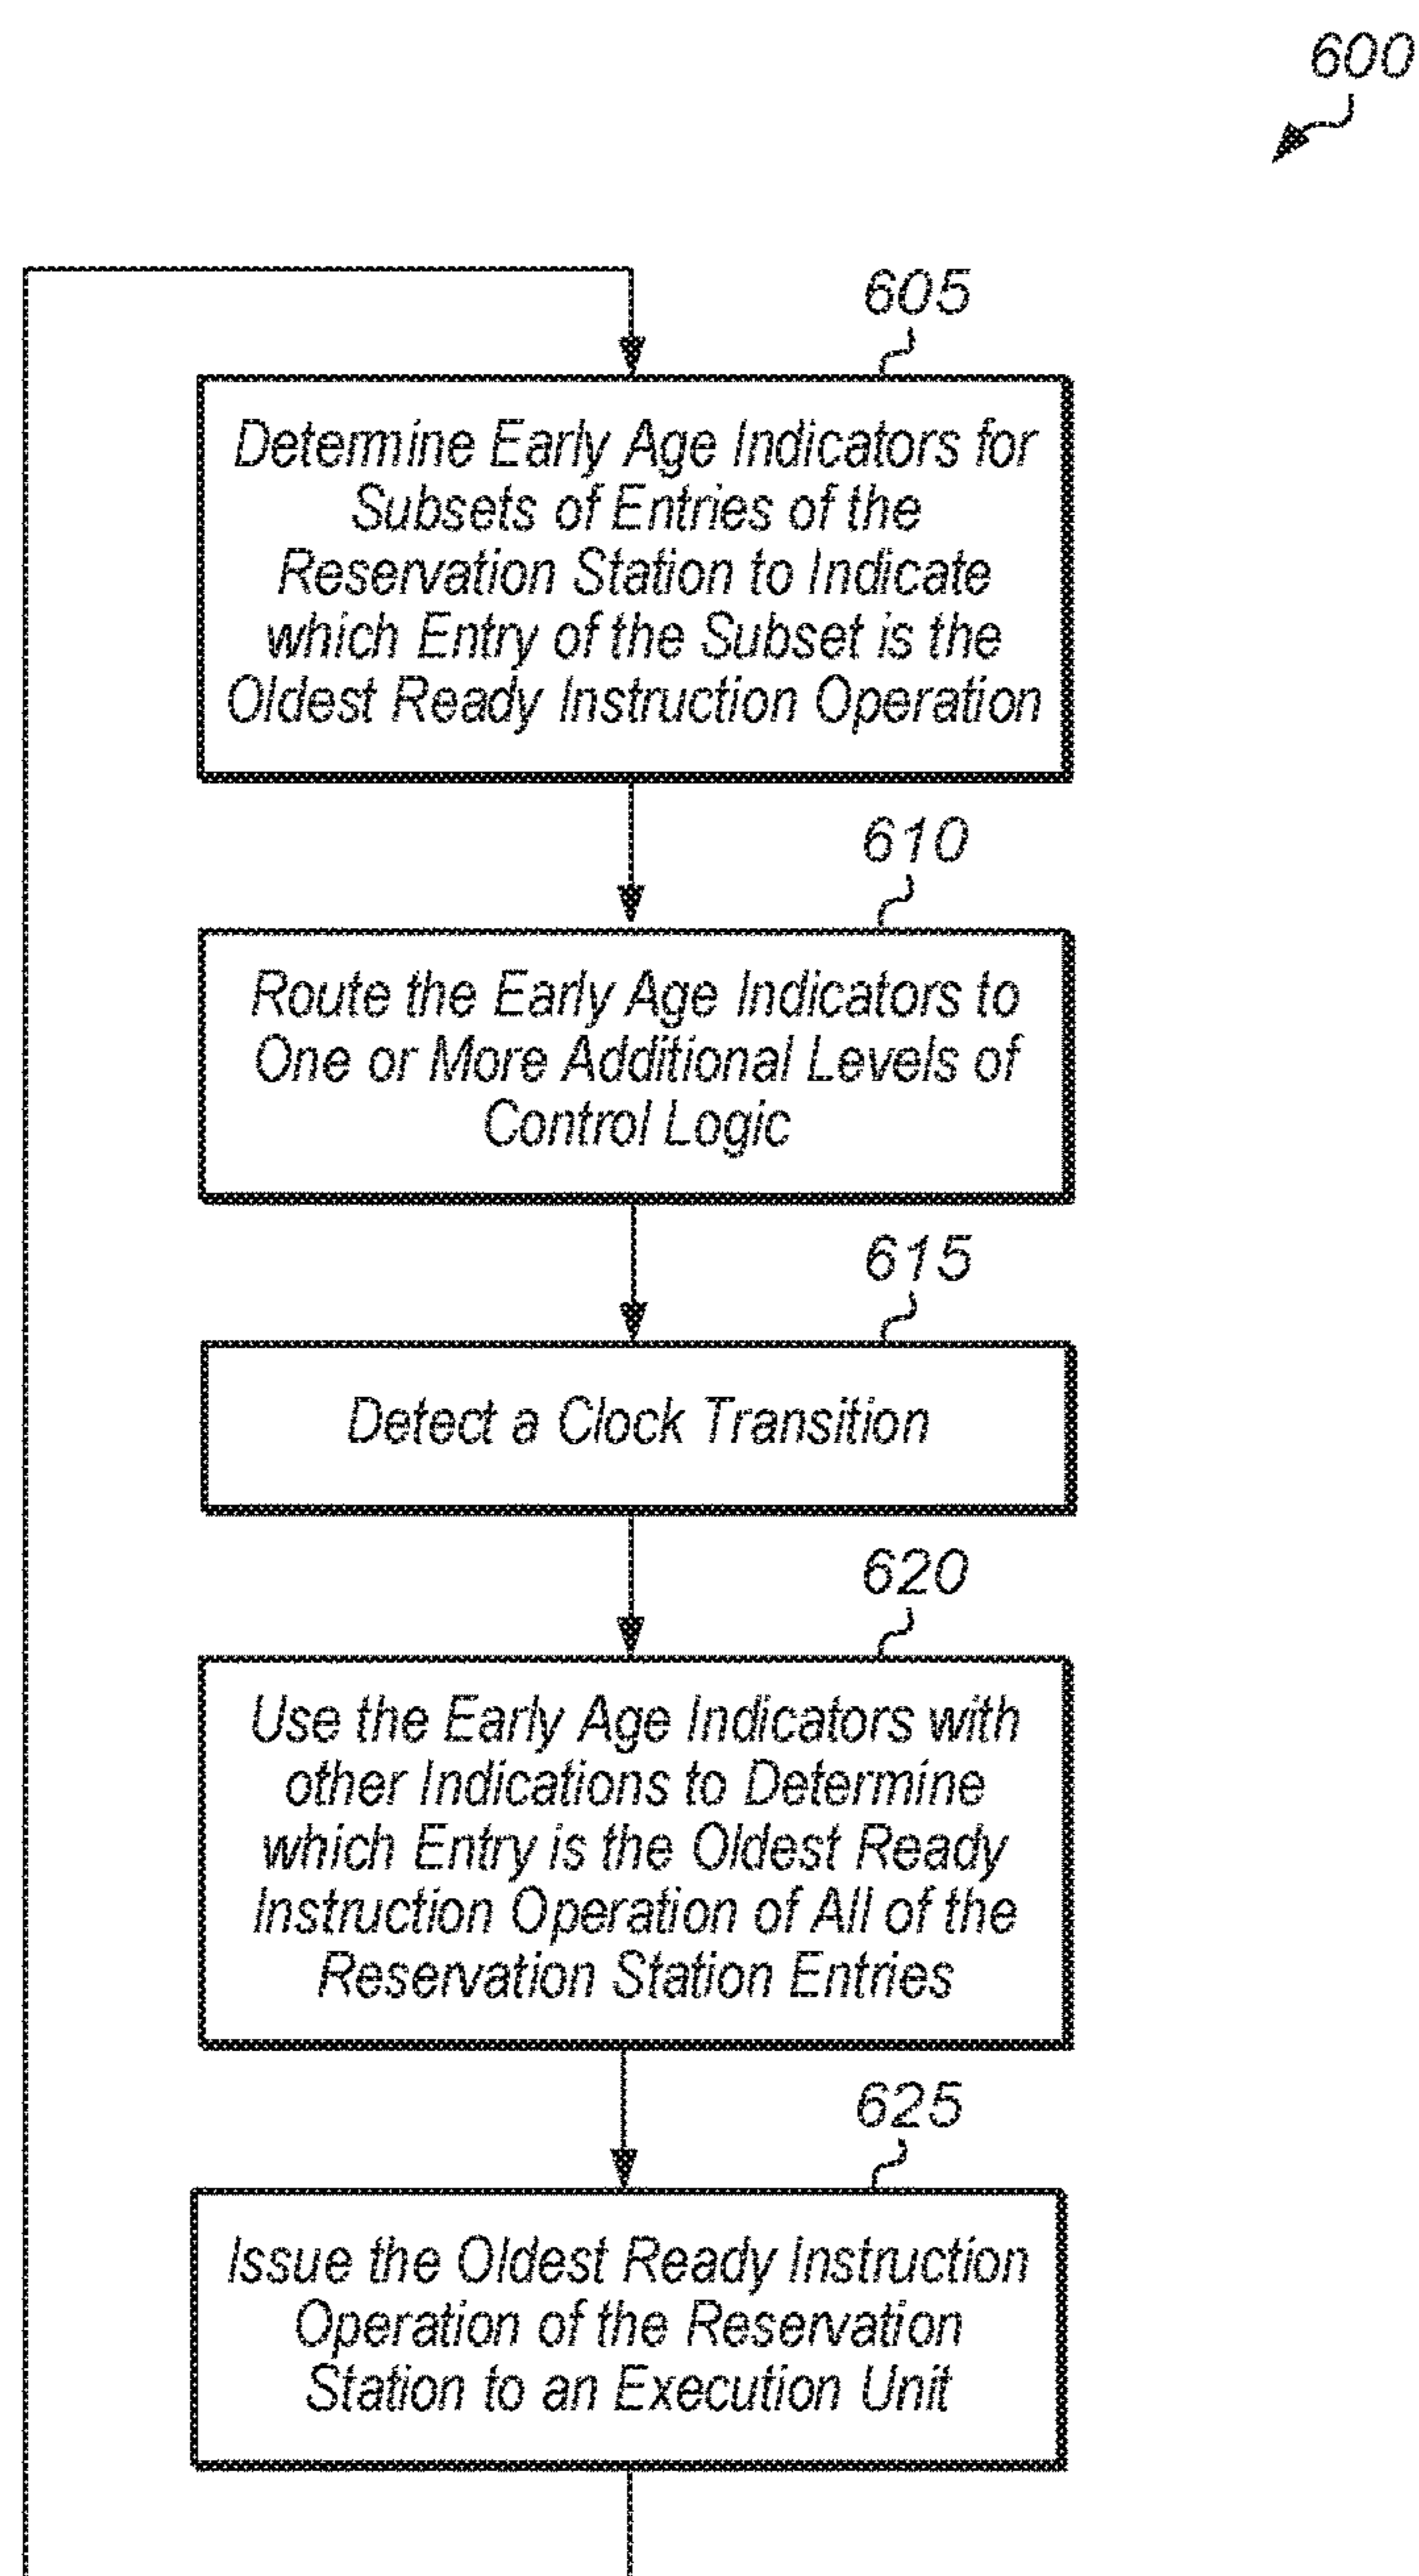 600
605
Determine Early Age Indicators for
Subsets of Entries of the
Reservation Station to Indicate
which Entry of the Subset is the
Oldest Ready Instruction Operation
610
Route the Early Age Indicators to
One or More Additional Levels of
Control Logic
615
Detect a Clock Transition
620
Use the Early Age Indicators with
other Indications to Determine
which Entry is the Oldest Ready
Instruction Operation of All of the
Reservation Station Entries
625
Issue the Oldest Ready Instruction
Operation of the Reservation
Station to an Execution Unit